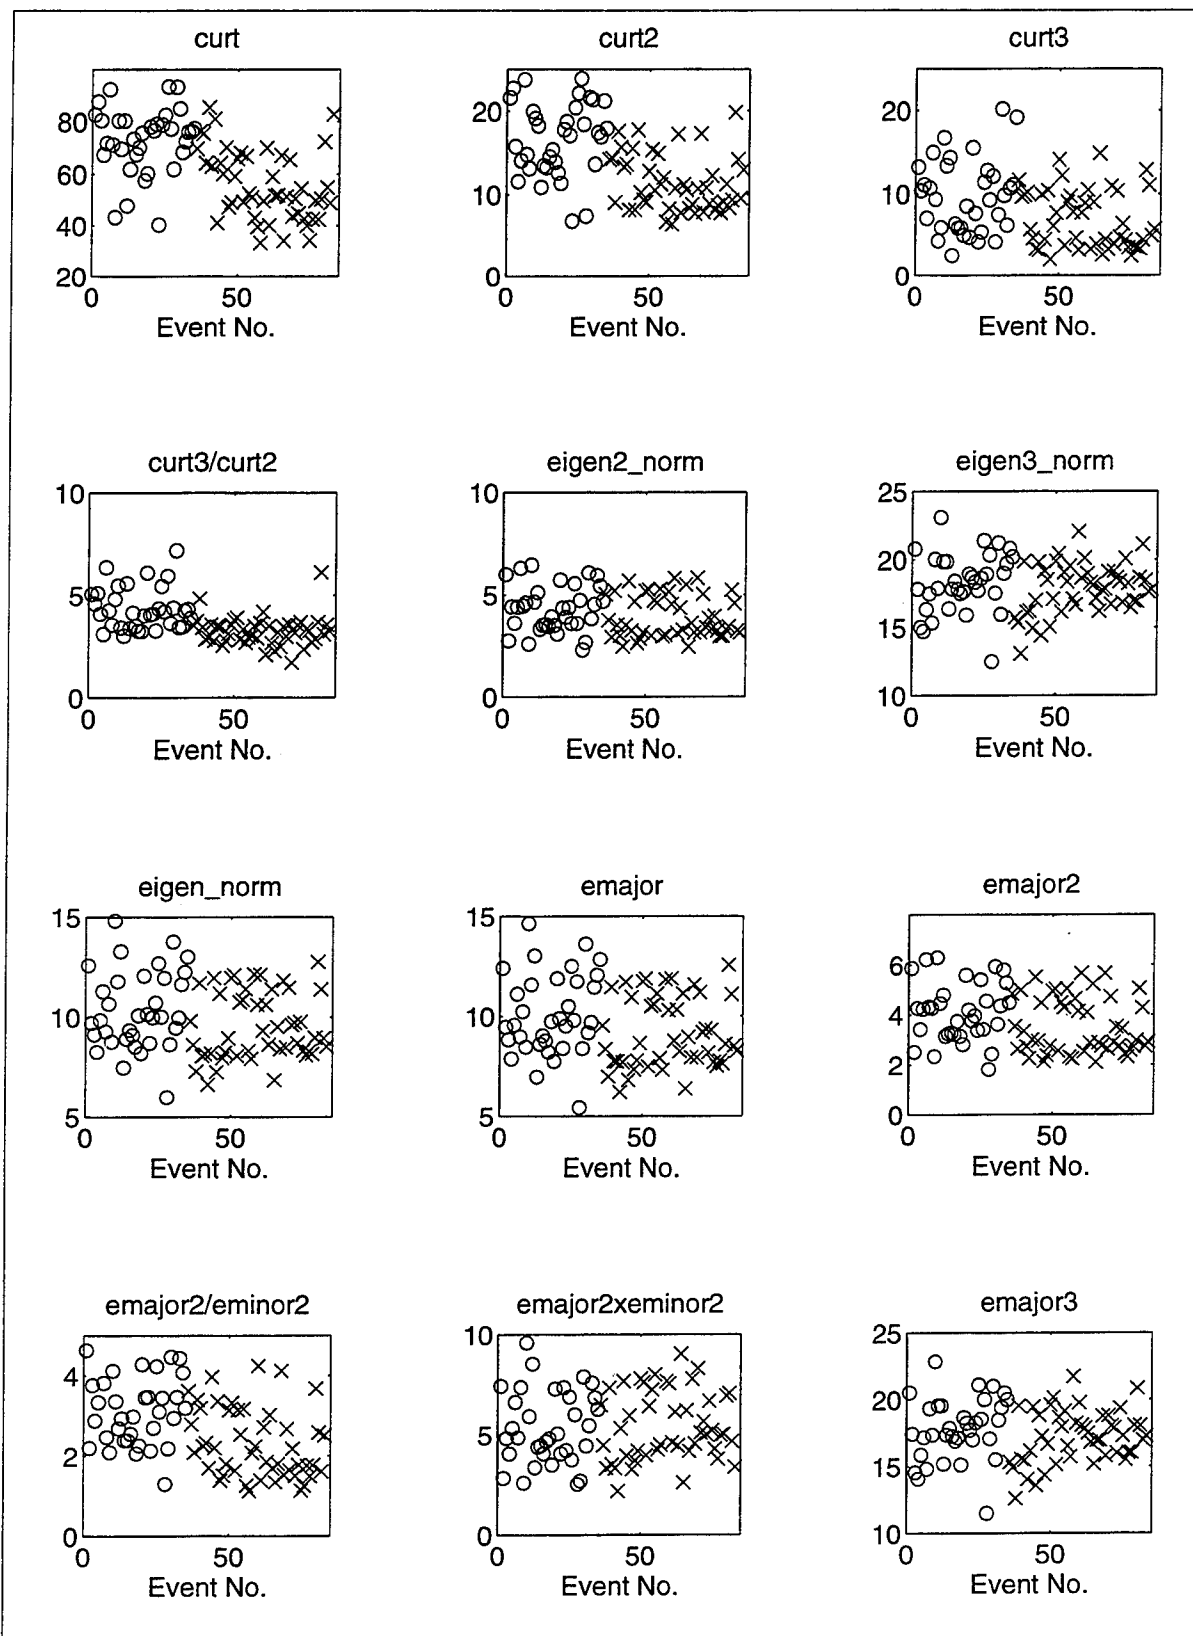 curt curt2 curt3
80 20 20
60
40 10 10
20 0 0
0 50 0 50 0 50
Event No. Event No. Event No.
curt3/curt2 eigen2_norm eigen3_norm
10 10 25
20
5 5
15
0 0 10
0 50 0 50 0 50
Event No. Event No. Event No.
eigen_norm emajor emajor2
15 15
6
10 10 4
2
5 5 0
0 50 0 50 0 50
Event No. Event No. Event No.
emajor2/eminor2 emajor2xeminor2 emajor3
10 25
4
20
2 5
15
0 0 10
0 50 0 50 0 50
Event No. Event No. Event No.